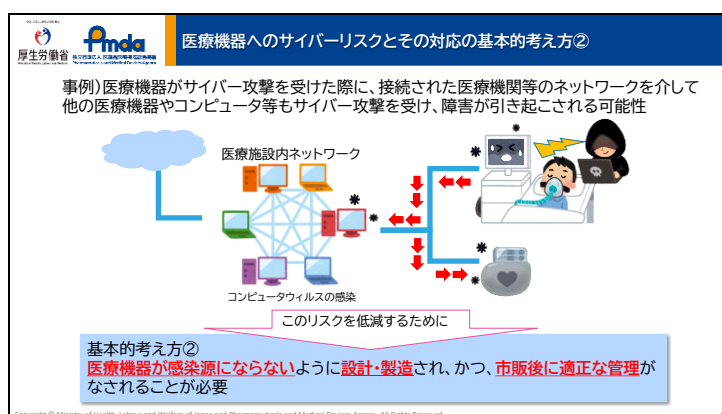 厚生労働省
Pmda
医療機器へのサイバーリスクとその対応の基本的考え方②
事例）医療機器がサイバー攻撃を受けた際に、接続された医療機関等のネットワークを介して
他の医療機器やコンピュータ等もサイバー攻撃を受け、障害が引き起こされる可能性
医療施設内ネットワーク
コンピュータウィルスの感染
このリスクを低減するために
基本的考え方②
医療機器が感染源にならないように設計・製造され、かつ、市販後に適正な管理が
なされることが必要